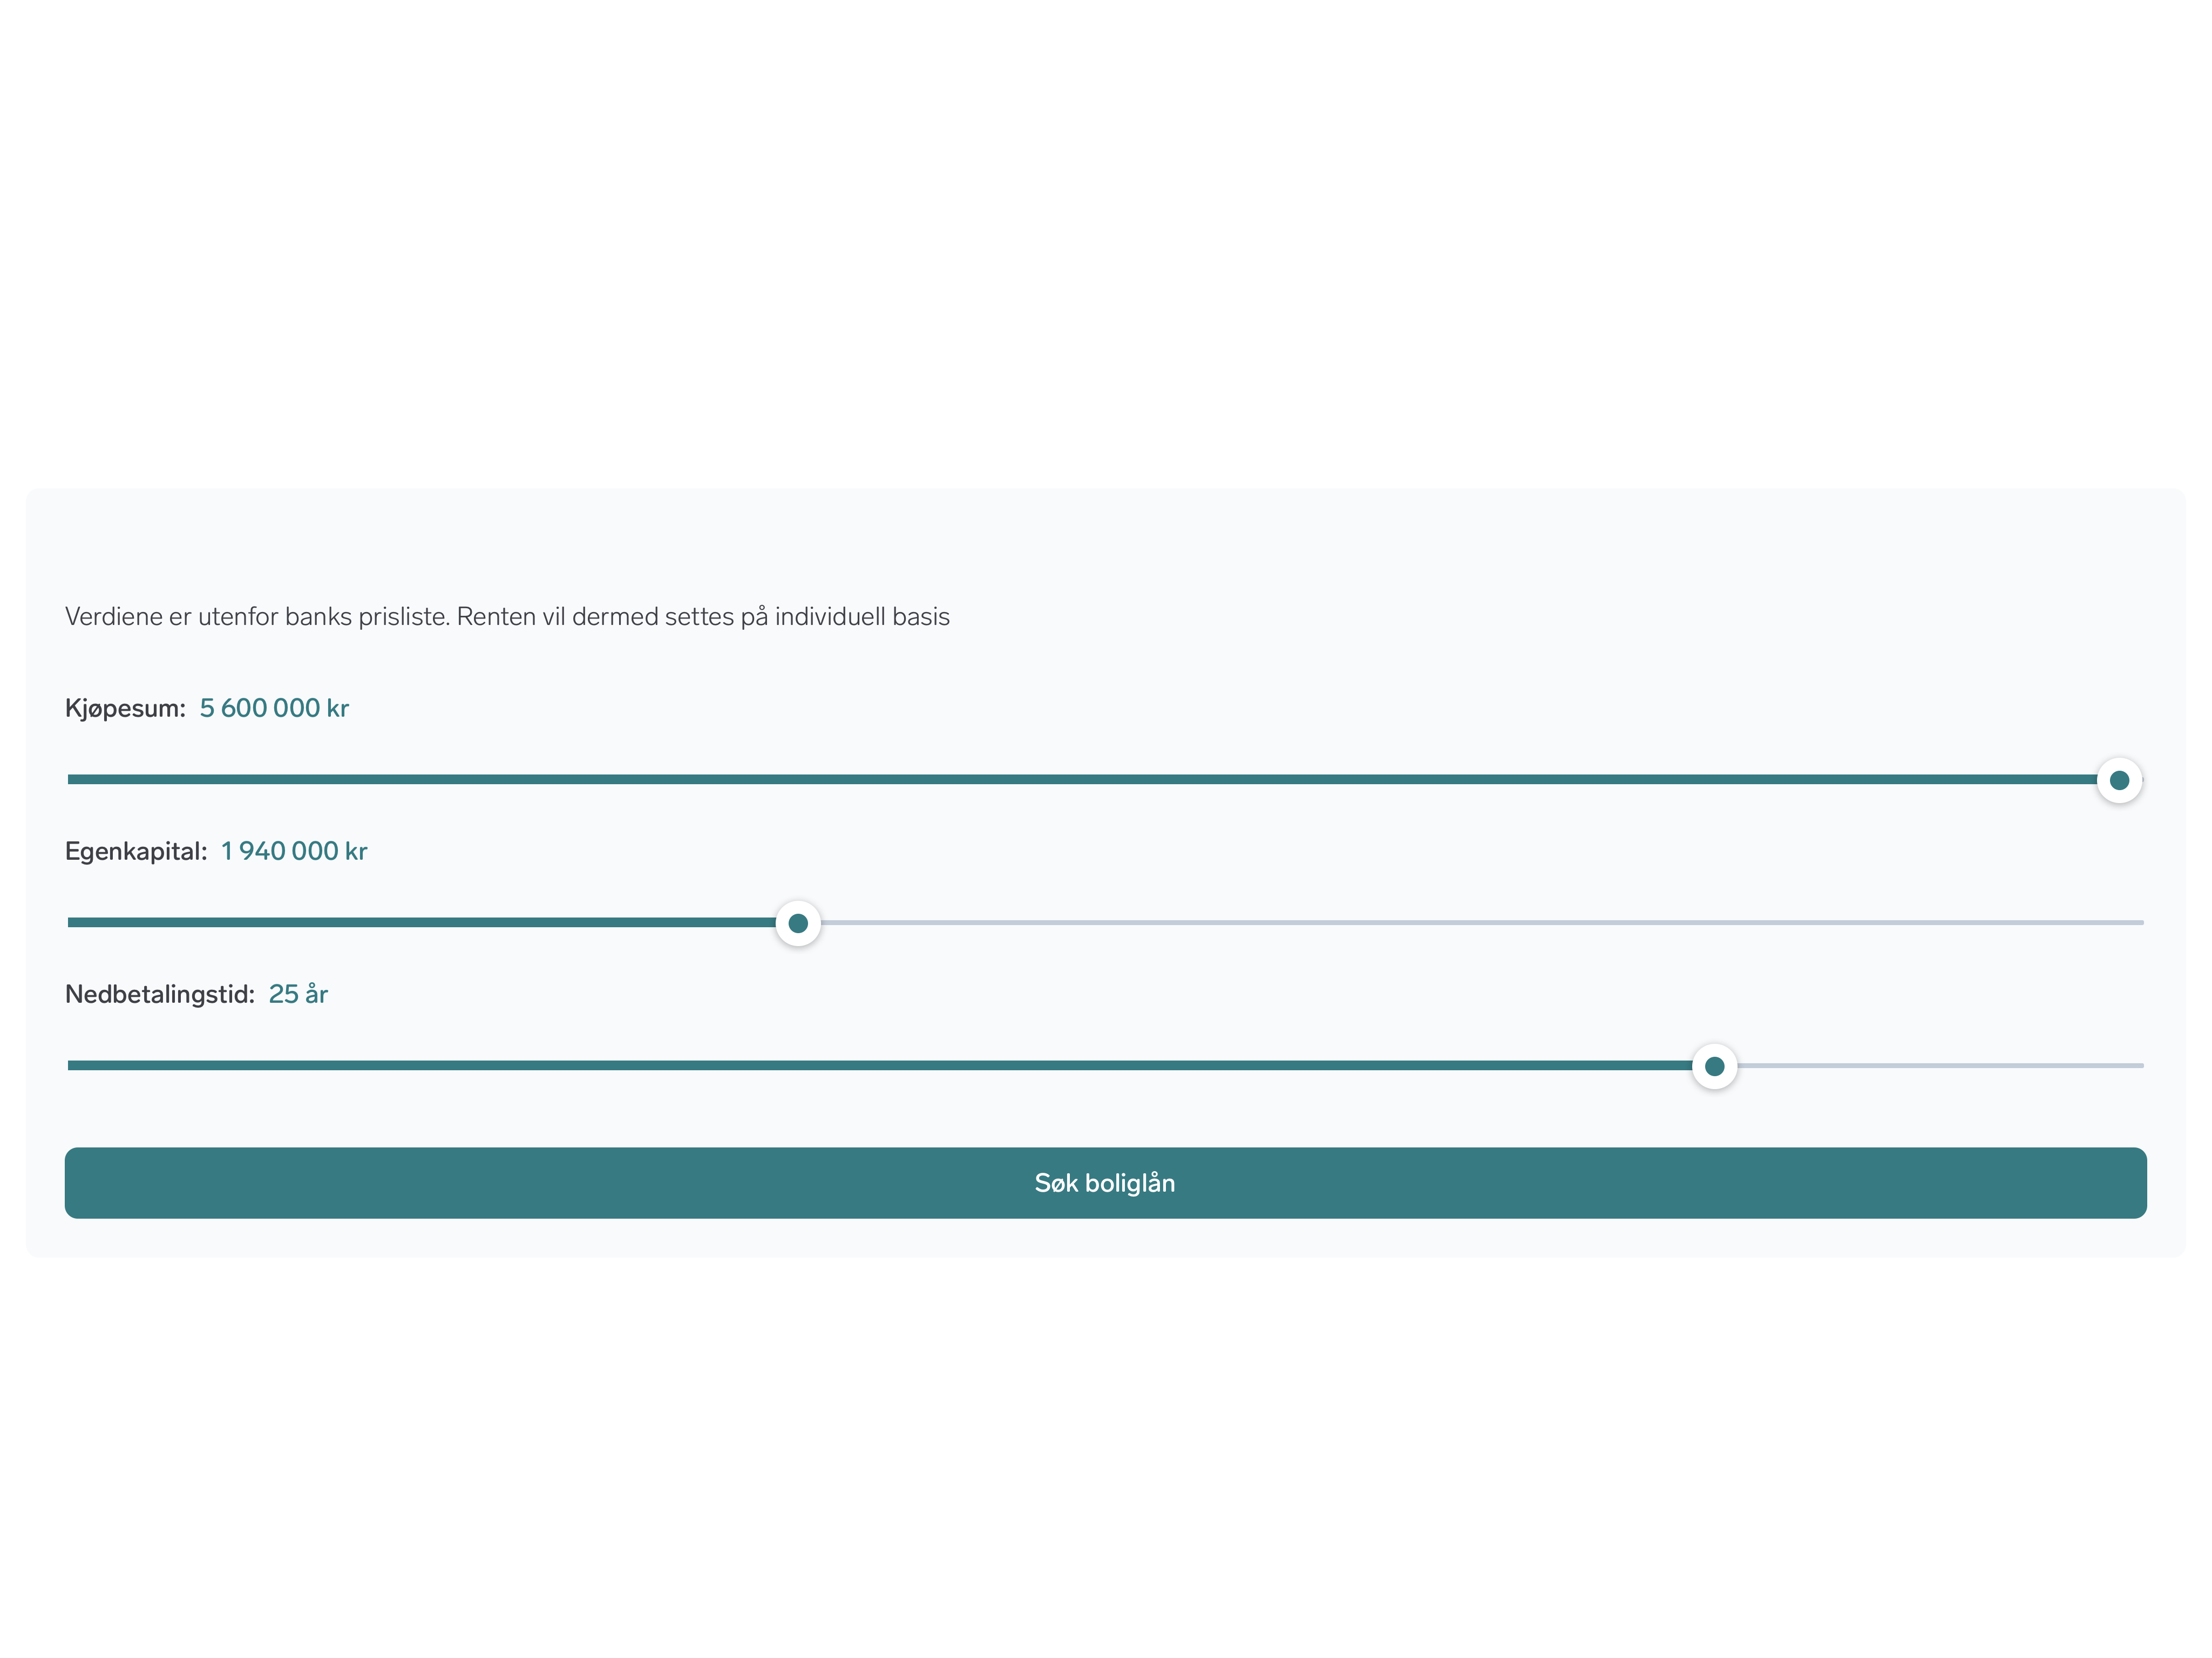 Verdiene er utenfor banks prisliste. Renten vil dermed settes på individuell basis
Kjøpesum: 5 600 000 kr
Egenkapital: 1 940 000 kr
Nedbetalingstid: 25 år
Søk boliglån